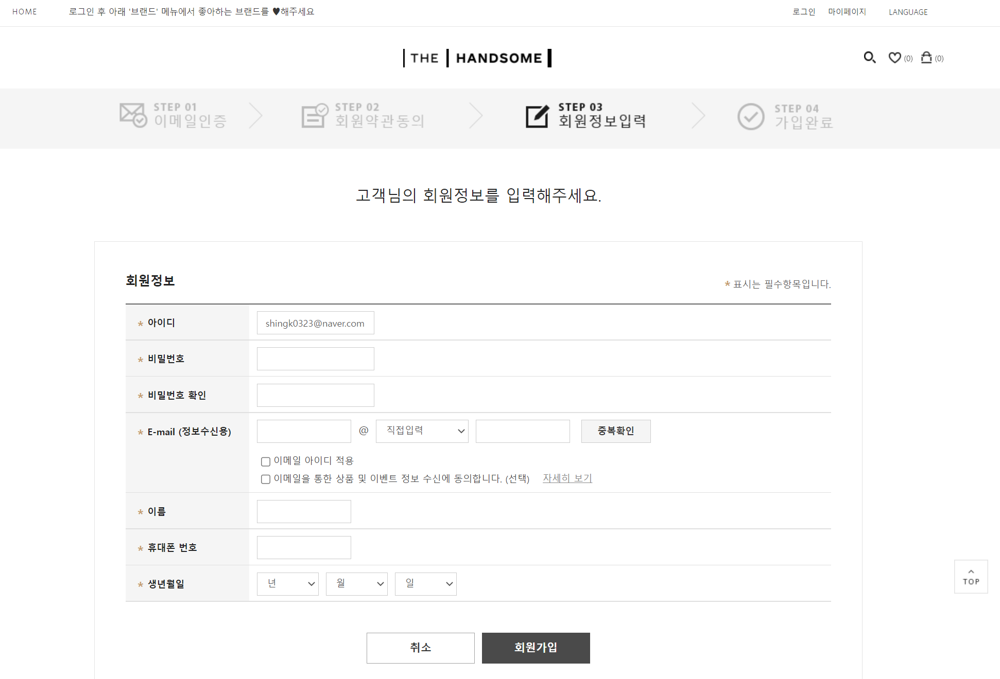 HOME 로그인 후 아래 '브랜드' 메뉴에서 좋아하는 브랜드를 ♥해주세요 로그인 마이페이지 LANGUAGE
THE HANDSOME (0) (0)
STEP 01
이메일인증
STEP 02
회원약관동의
STEP 03
회원정보입력
STEP 04
가입완료
고객님의 회원정보를 입력해주세요.
회원정보
* 표시는 필수항목입니다.
* 아이디 shingk0323@naver.com
* 비밀번호
* 비밀번호 확인
* E-mail (정보수신용) @ 직접입력 중복확인
이메일 아이디 적용
이메일을 통한 상품 및 이벤트 정보 수신에 동의합니다. (선택) 자세히 보기
* 이름
* 휴대폰 번호
* 생년월일 년 월 일
TOP
취소 회원가입